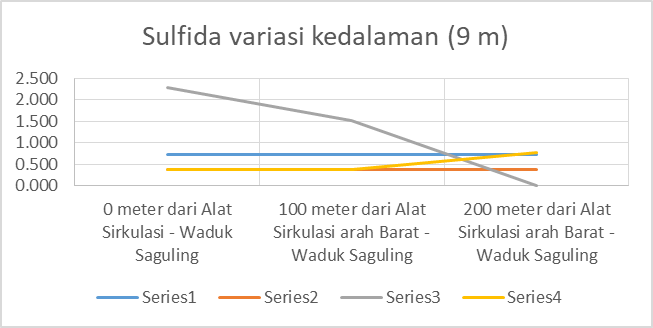 Sulfida variasi kedalaman (9 m)
2.500
2.000
1.500
1.000
0.500
0.000
0 meter dari Alat
Sirkulasi - Waduk
Saguling
100 meter dari Alat
Sirkulasi arah Barat -
Waduk Saguling
200 meter dari Alat
Sirkulasi arah Barat -
Waduk Saguling
Series1
Series2
Series3
Series4